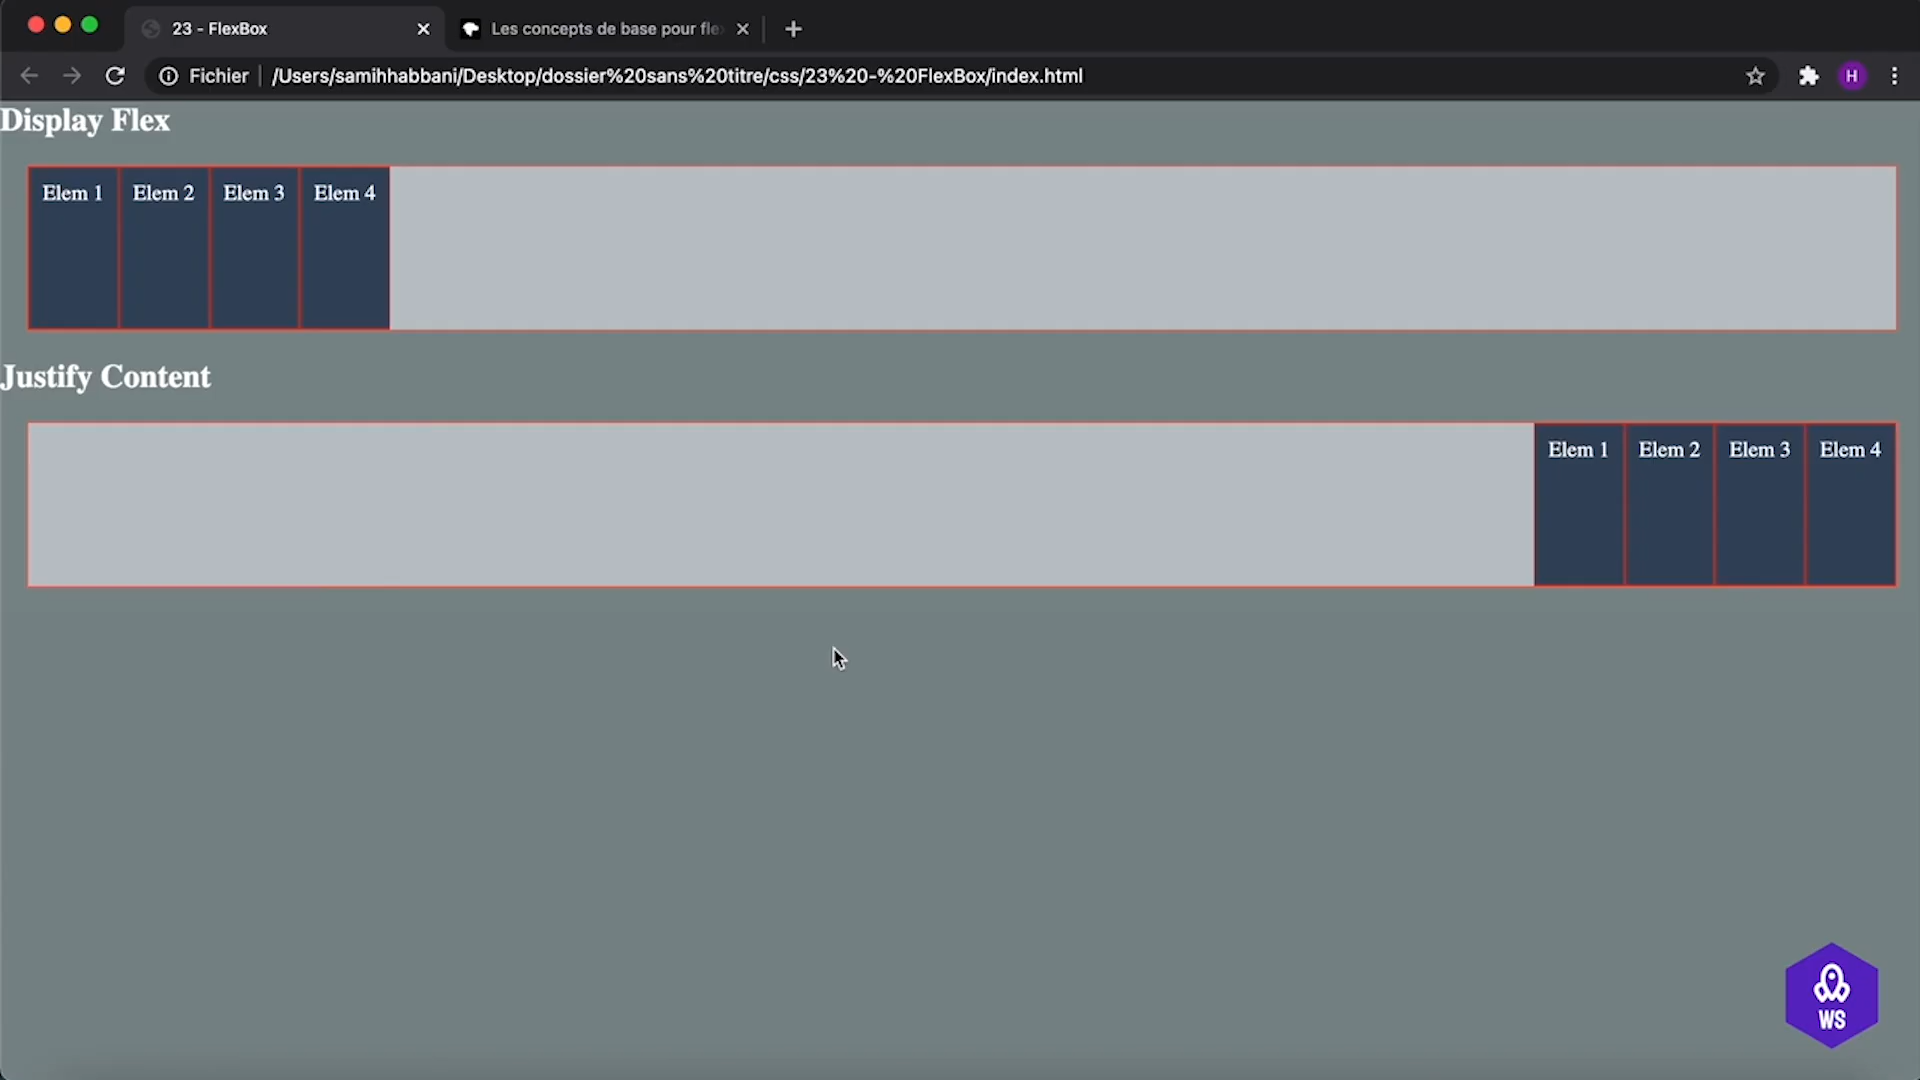 23 - FlexBox
Les concepts de base pour fle
Fichier
/Users/samihhabbani/Desktop/dossier%20sans%20titre/css/23%20-%20FlexBox/index.html
H
Display Flex
Elem 1 Elem 2 Elem 3 Elem 4
Justify Content
Elem 1 Elem 2 Elem 3 Elem 4
WS